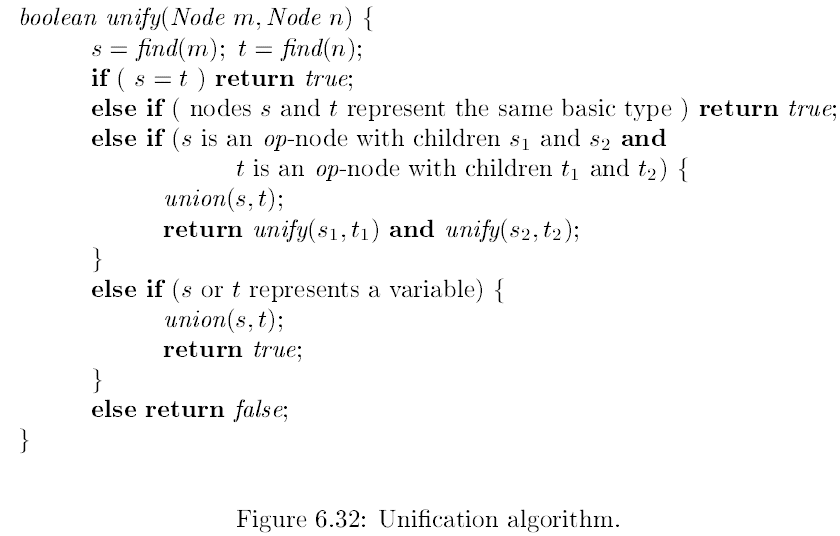 boolean unify(Node m, Node n) {
s = find(m); t = find(n);
if ( s = t ) return true;
else if ( nodes s and t represent the same basic type ) return true;
else if (s is an op-node with children s₁ and s₂ and
t is an op-node with children t₁ and t₂) {
union(s, t);
return unify(s₁, t₁) and unify(s₂, t₂);
}
else if (s or t represents a variable) {
union(s, t);
return true;
}
else return false;
}
Figure 6.32: Unification algorithm.